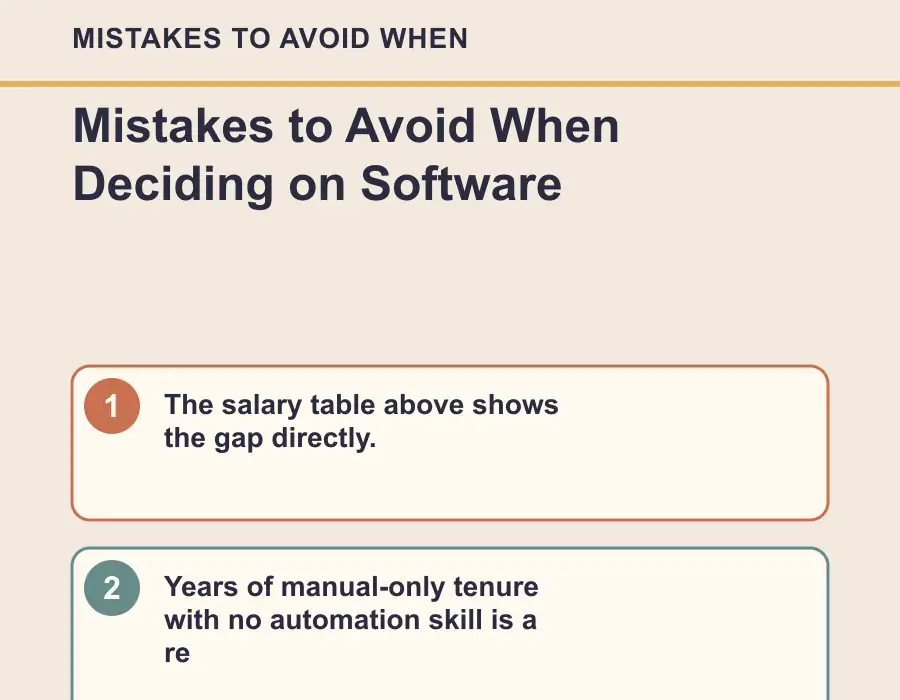 MISTAKES TO AVOID WHEN
Mistakes to Avoid When
Deciding on Software
1
The salary table above shows
the gap directly.
2
Years of manual-only tenure
with no automation skill is a
re